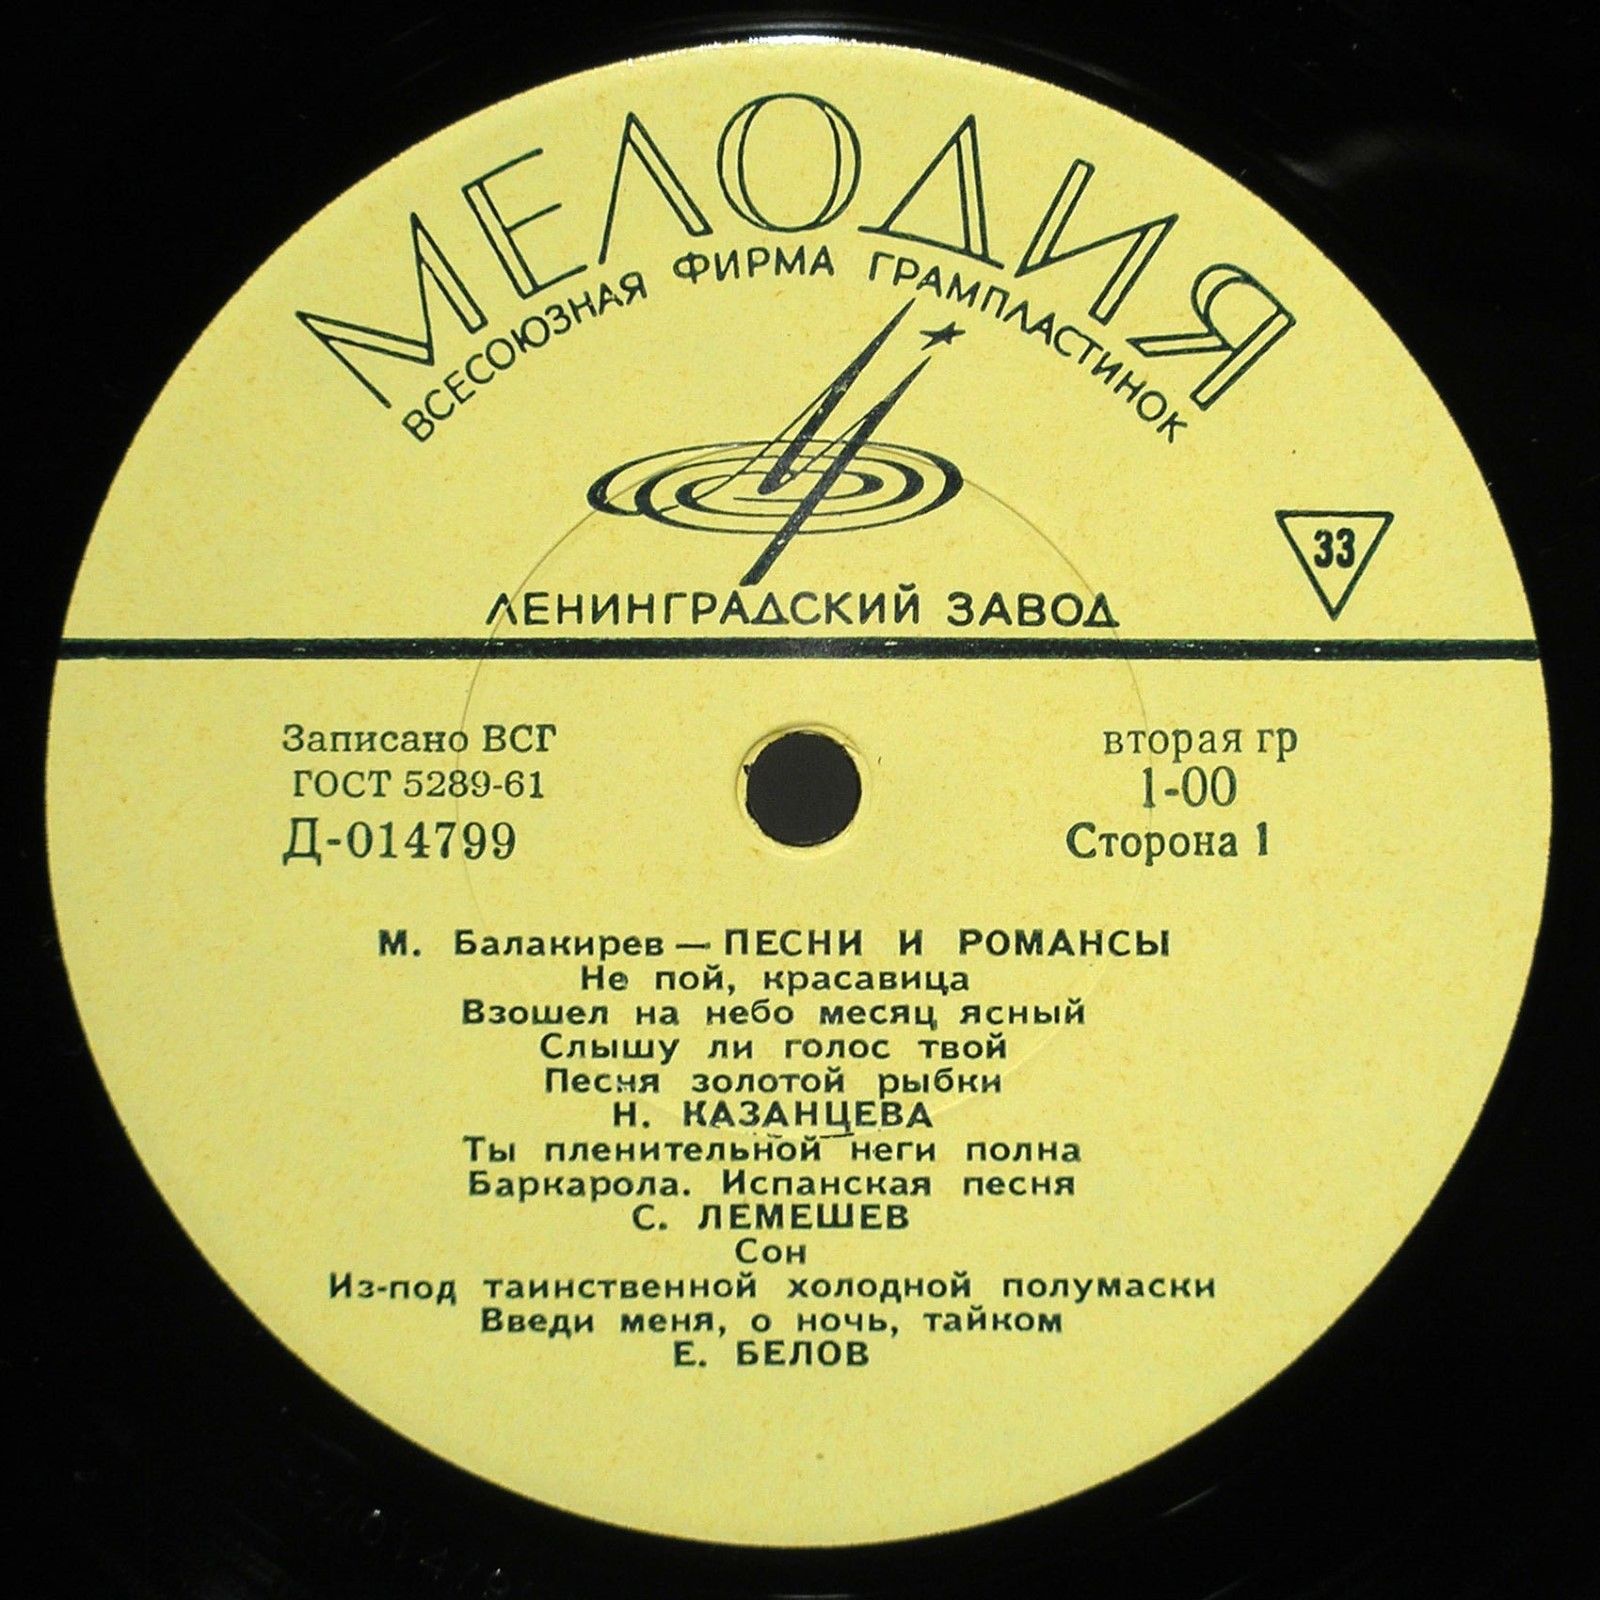 МЕЛОДИЯ
ВСЕСОЮЗНАЯ ФИРМА ГРАМПЛАСТИНОК
33
ЛЕНИНГРАДСКИЙ ЗАВОД
Записано ВСГ
ГОСТ 5289-61
Д-014799
вторая гр
1-00
Сторона 1
М. Балакирев — ПЕСНИ И РОМАНСЫ
Не пой, красавица
Взошел на небо месяц ясный
Слышу ли голос твой
Песня золотой рыбки
Н. КАЗАНЦЕВА
Ты пленительной неги полна
Баркарола. Испанская песня
С. ЛЕМЕШЕВ
Сон
Из-под таинственной холодной полумаски
Введи меня, о ночь, тайком
Е. БЕЛОВ